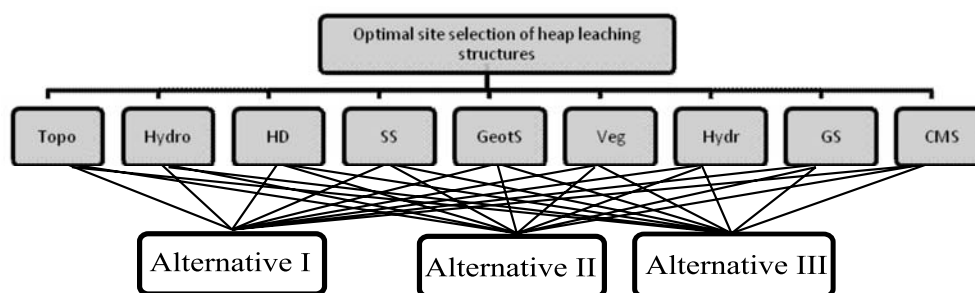 Optimal site selection of heap leaching
structures
Topo Hydro HD SS GeotS Veg Hydr GS CMS
Alternative I Alternative II Alternative III